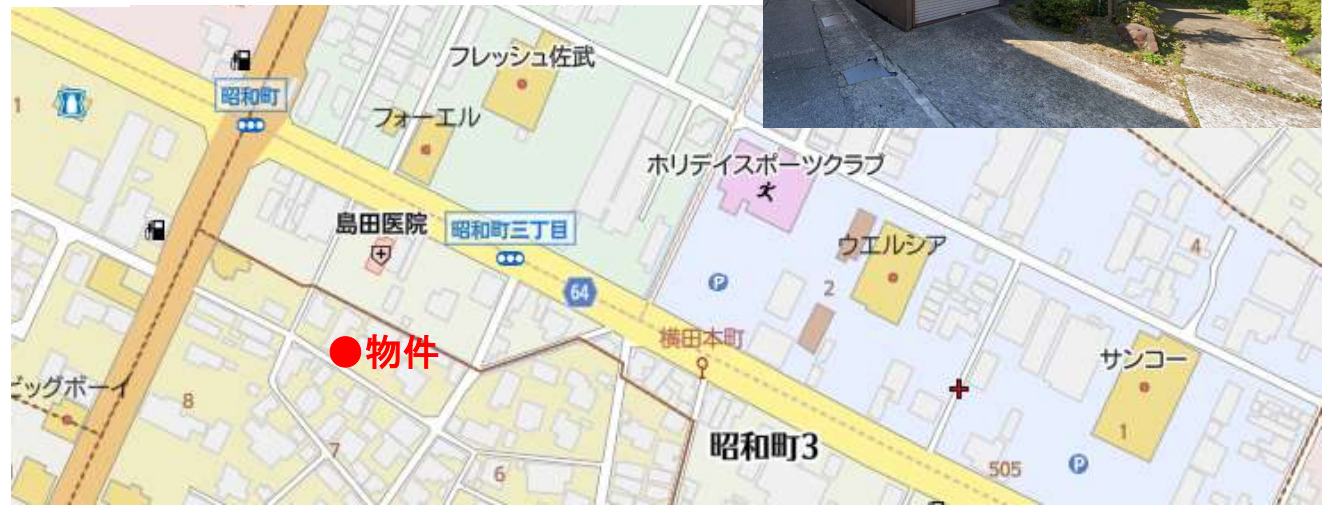 フレッシュ佐武
昭和町
1
フォーエル
ホリデイスポーツクラブ
島田医院
昭和町三丁目
ウエルシア
4
P
64
2
横田本町
●物件
サンコー
ビッグボーイ
8
昭和町3
1
7
6
505
P